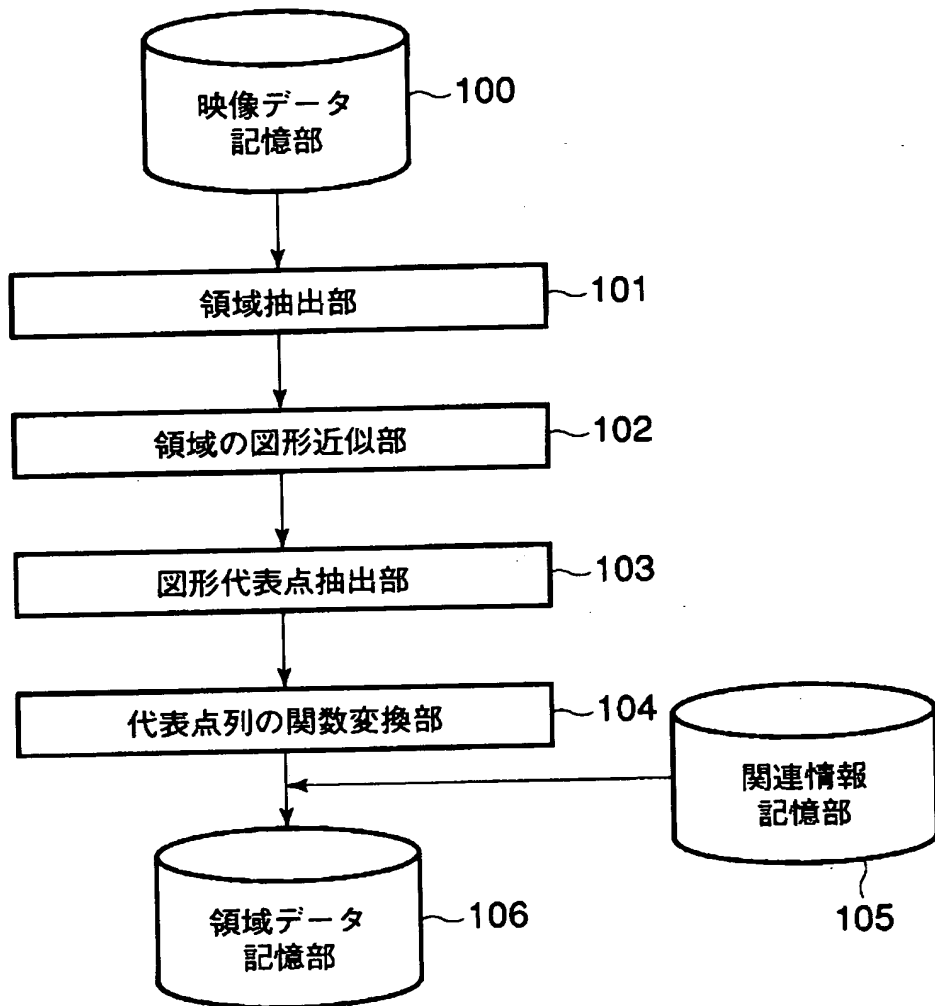 映像データ
記憶部
100
領域抽出部
101
領域の図形近似部
102
図形代表点抽出部
103
代表点列の関数変換部
104
関連情報
記憶部
105
領域データ
記憶部
106